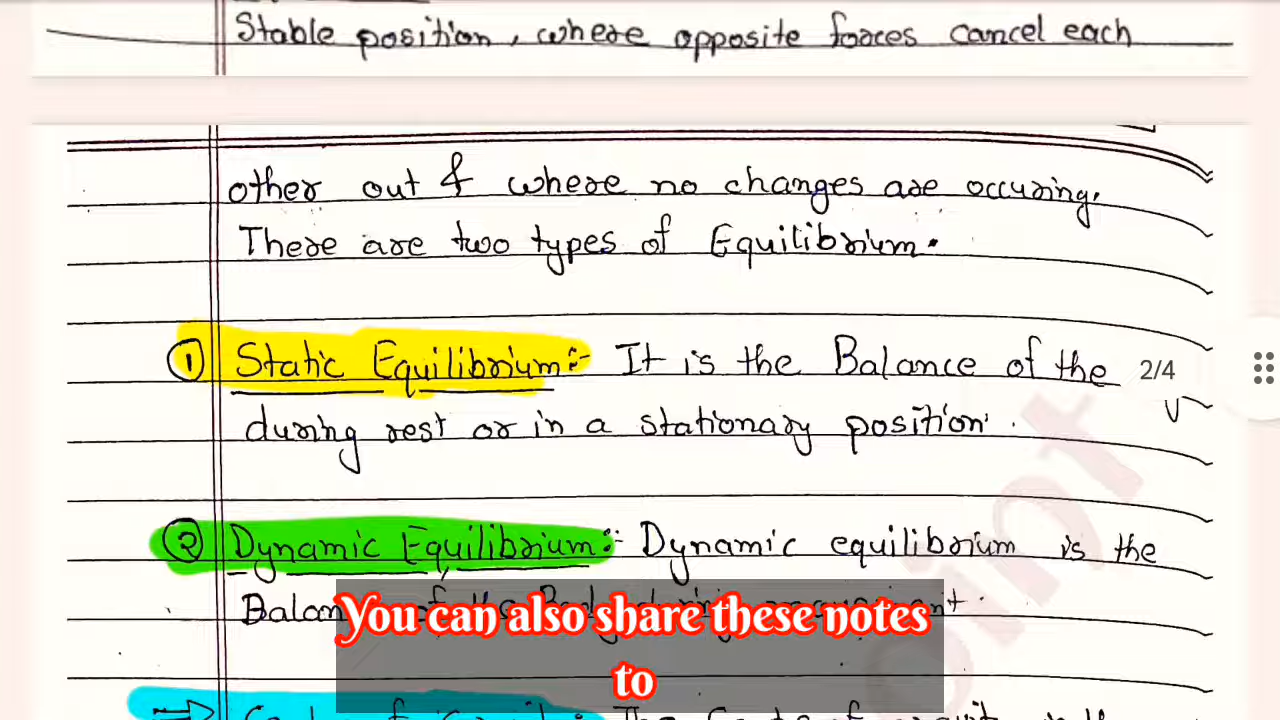 Stable position, where opposite forces cancel each
other out & where no changes are occuring.
There are two types of Equilibrium.
① Static Equilibrium:- It is the Balance of the
during rest or in a stationary position.
2/4
② Dynamic Equilibrium:- Dynamic equilibrium is the
You can also share these notes
to
oint